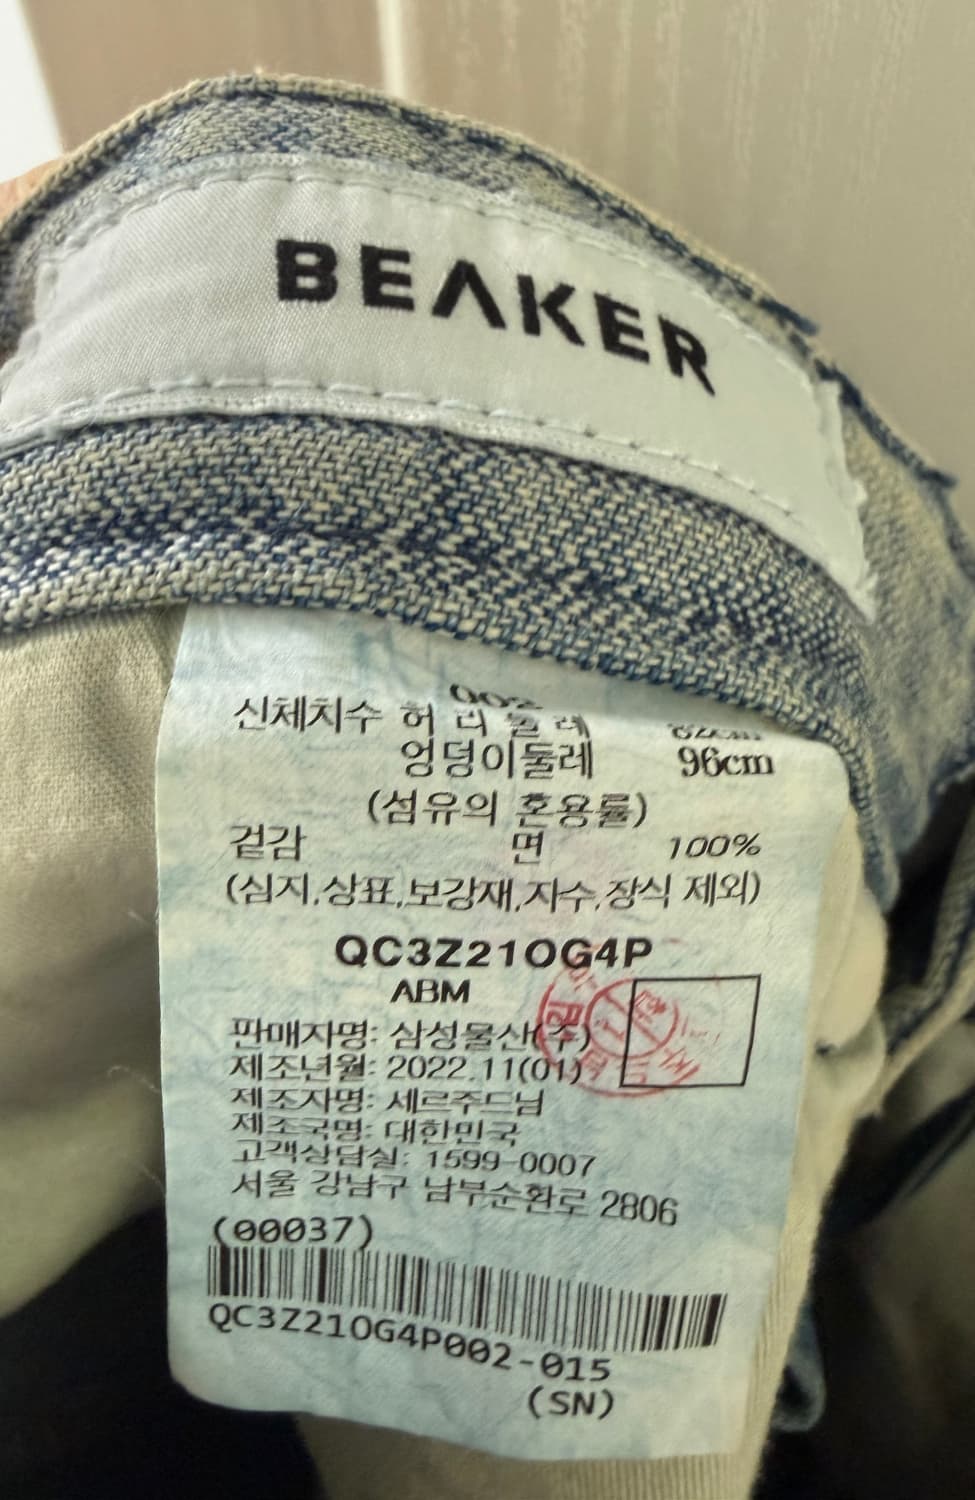 BEAKER
002
신체치수 허 리 둘 레 82cm
엉덩이둘레 96cm
(섬유의 혼용률)
겉감 면 100%
(심지,상표,보강재,자수,장식 제외)
QC3Z21OG4P
ABM
판매자명: 삼성물산(주)
제조년월: 2022.11(01)
제조자명: 세르주드님
제조국명: 대한민국
고객상담실: 1599-0007
서울 강남구 남부순환로 2806
(00037)
QC3Z21OG4P002-015
(SN)